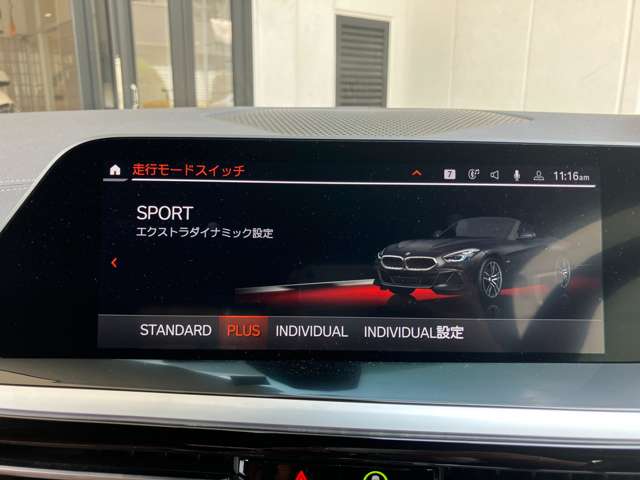 走行モードスイッチ 7 11:16am
SPORT
エクストラダイナミック設定
STANDARD PLUS INDIVIDUAL INDIVIDUAL設定